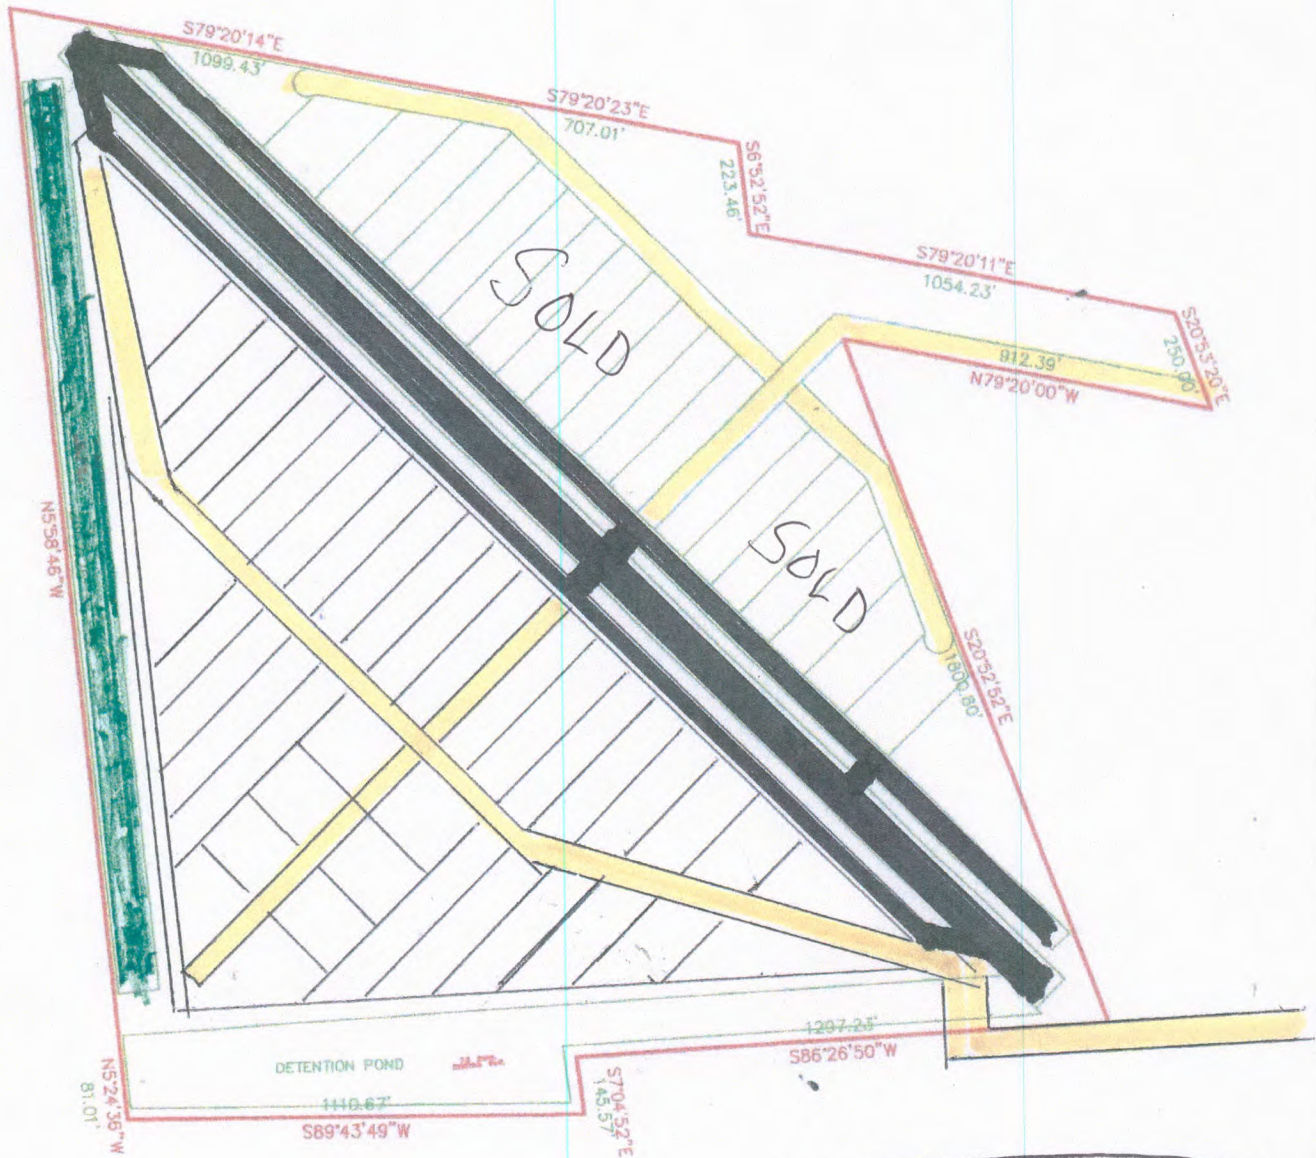 S79°20'14"E
1099.43'
S79°20'23"E
707.01'
S6°52'52"E
223.46'
S79°20'11"E
1054.23'
S20°53'20"E
250.00'
912.39'
N79°20'00"W
SOLD
SOLD
S20°52'52"E
1800.80'
N5°58'46"W
1297.23'
S86°26'50"W
DETENTION POND
1110.67'
S89°43'49"W
S7°04'52"E
145.57'
N5°24'36"W
81.01'